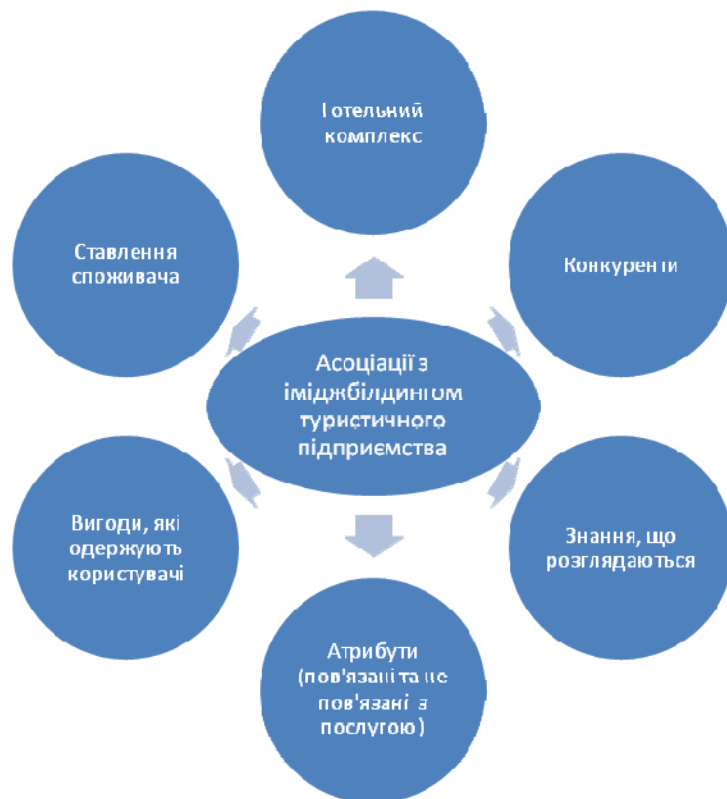 Готельний
комплекс
Ставлення
споживача
Конкуренти
Асоціації з
іміджбілдингом
туристичного
підприємства
Вигоди, які
одержують
користувачі
Знання, що
розглядаються
Атрибути
(пов'язані та не
пов'язані з
послугою)